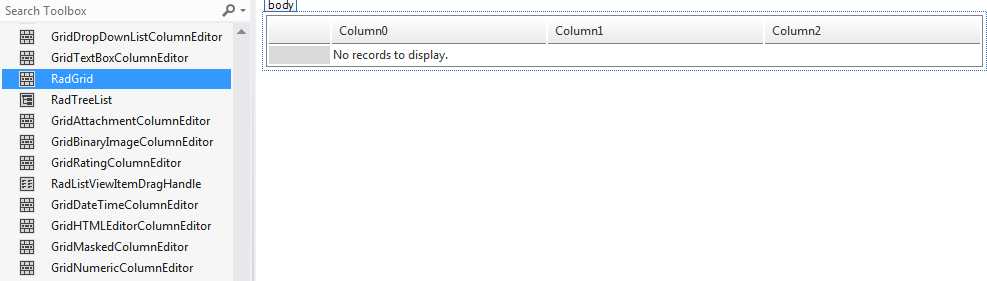 Search Toolbox
GridDropDownListColumnEditor
GridTextBoxColumnEditor
RadGrid
RadTreeList
GridAttachmentColumnEditor
GridBinaryImageColumnEditor
GridRatingColumnEditor
RadListViewItemDragHandle
GridDateTimeColumnEditor
GridHTMLEditorColumnEditor
GridMaskedColumnEditor
GridNumericColumnEditor
body
Column0 Column1 Column2
No records to display.